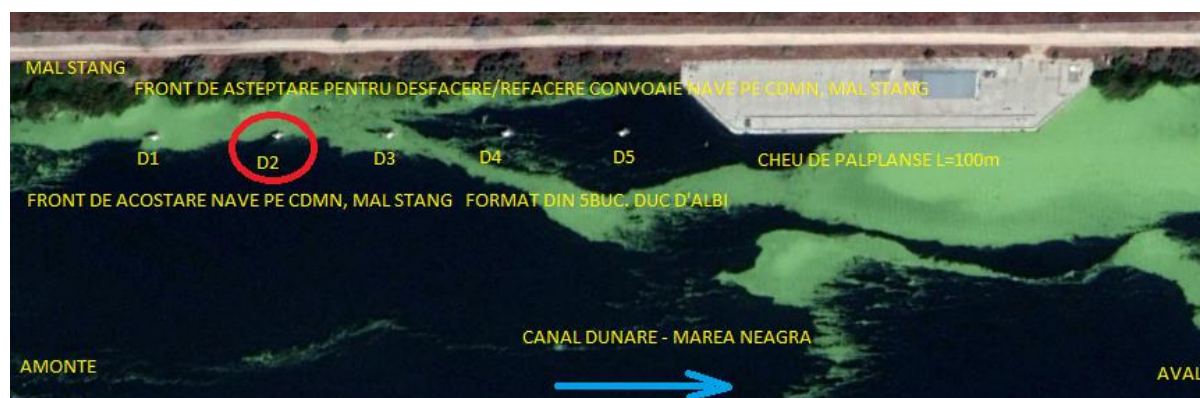 MAL STANG
FRONT DE ASTEPTARE PENTRU DESFACERE/REFACERE CONVOAIE NAVE PE CDMN, MAL STANG
D1
D2
D3
D4
D5
CHEU DE PALPLANSE L=100m
FRONT DE ACOSTARE NAVE PE CDMN, MAL STANG FORMAT DIN 5BUC. DUC D'ALBI
CANAL DUNARE - MAREA NEAGRA
AMONTE
AVAL